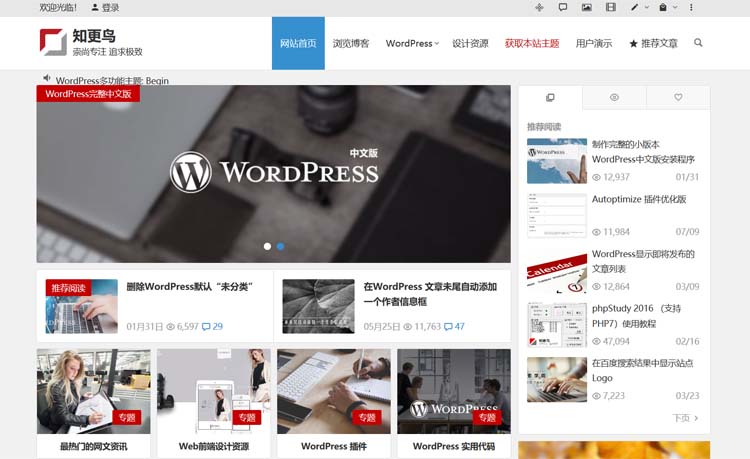 欢迎光临! 登录
知更鸟
崇尚专注 追求极致
网站首页 浏览博客 WordPress 设计资源 获取本站主题 用户演示 推荐文章
WordPress多功能主题: Begin
WordPress完整中文版
中文版
WORDPRESS
推荐阅读
制作完整的小版本
WordPress中文版安装程序
12,937 01/31
Autoptimize 插件优化版
11,984 07/09
WordPress显示即将发布的
文章列表
12,864 03/09
phpStudy 2016 （支持
PHP7）使用教程
47,094 02/16
在百度搜索结果中显示站点
Logo
7,223 03/23
下页
推荐阅读
删除WordPress默认“未分类”
01月31日 6,597 29
在WordPress 文章末尾自动添加
一个作者信息框
05月25日 11,763 47
专题
最热门的网文资讯
专题
Web前端设计资源
专题
WordPress 插件
WORDPRESS
专题
WordPress 实用代码